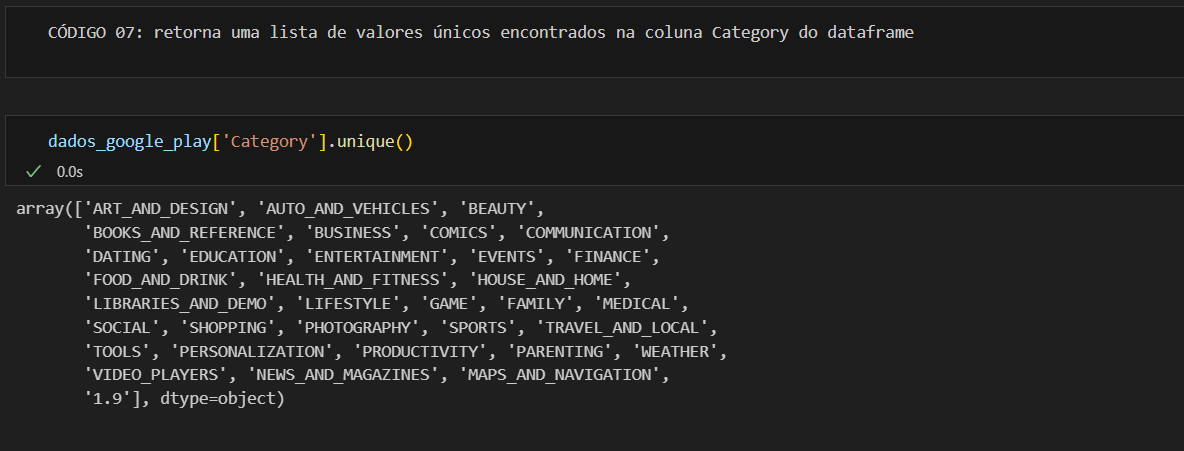 CÓDIGO 07: retorna uma lista de valores únicos encontrados na coluna Category do dataframe
dados_google_play['Category'].unique()
0.0s
array(['ART_AND_DESIGN', 'AUTO_AND_VEHICLES', 'BEAUTY',
'BOOKS_AND_REFERENCE', 'BUSINESS', 'COMICS', 'COMMUNICATION',
'DATING', 'EDUCATION', 'ENTERTAINMENT', 'EVENTS', 'FINANCE',
'FOOD_AND_DRINK', 'HEALTH_AND_FITNESS', 'HOUSE_AND_HOME',
'LIBRARIES_AND_DEMO', 'LIFESTYLE', 'GAME', 'FAMILY', 'MEDICAL',
'SOCIAL', 'SHOPPING', 'PHOTOGRAPHY', 'SPORTS', 'TRAVEL_AND_LOCAL',
'TOOLS', 'PERSONALIZATION', 'PRODUCTIVITY', 'PARENTING', 'WEATHER',
'VIDEO_PLAYERS', 'NEWS_AND_MAGAZINES', 'MAPS_AND_NAVIGATION',
'1.9'], dtype=object)